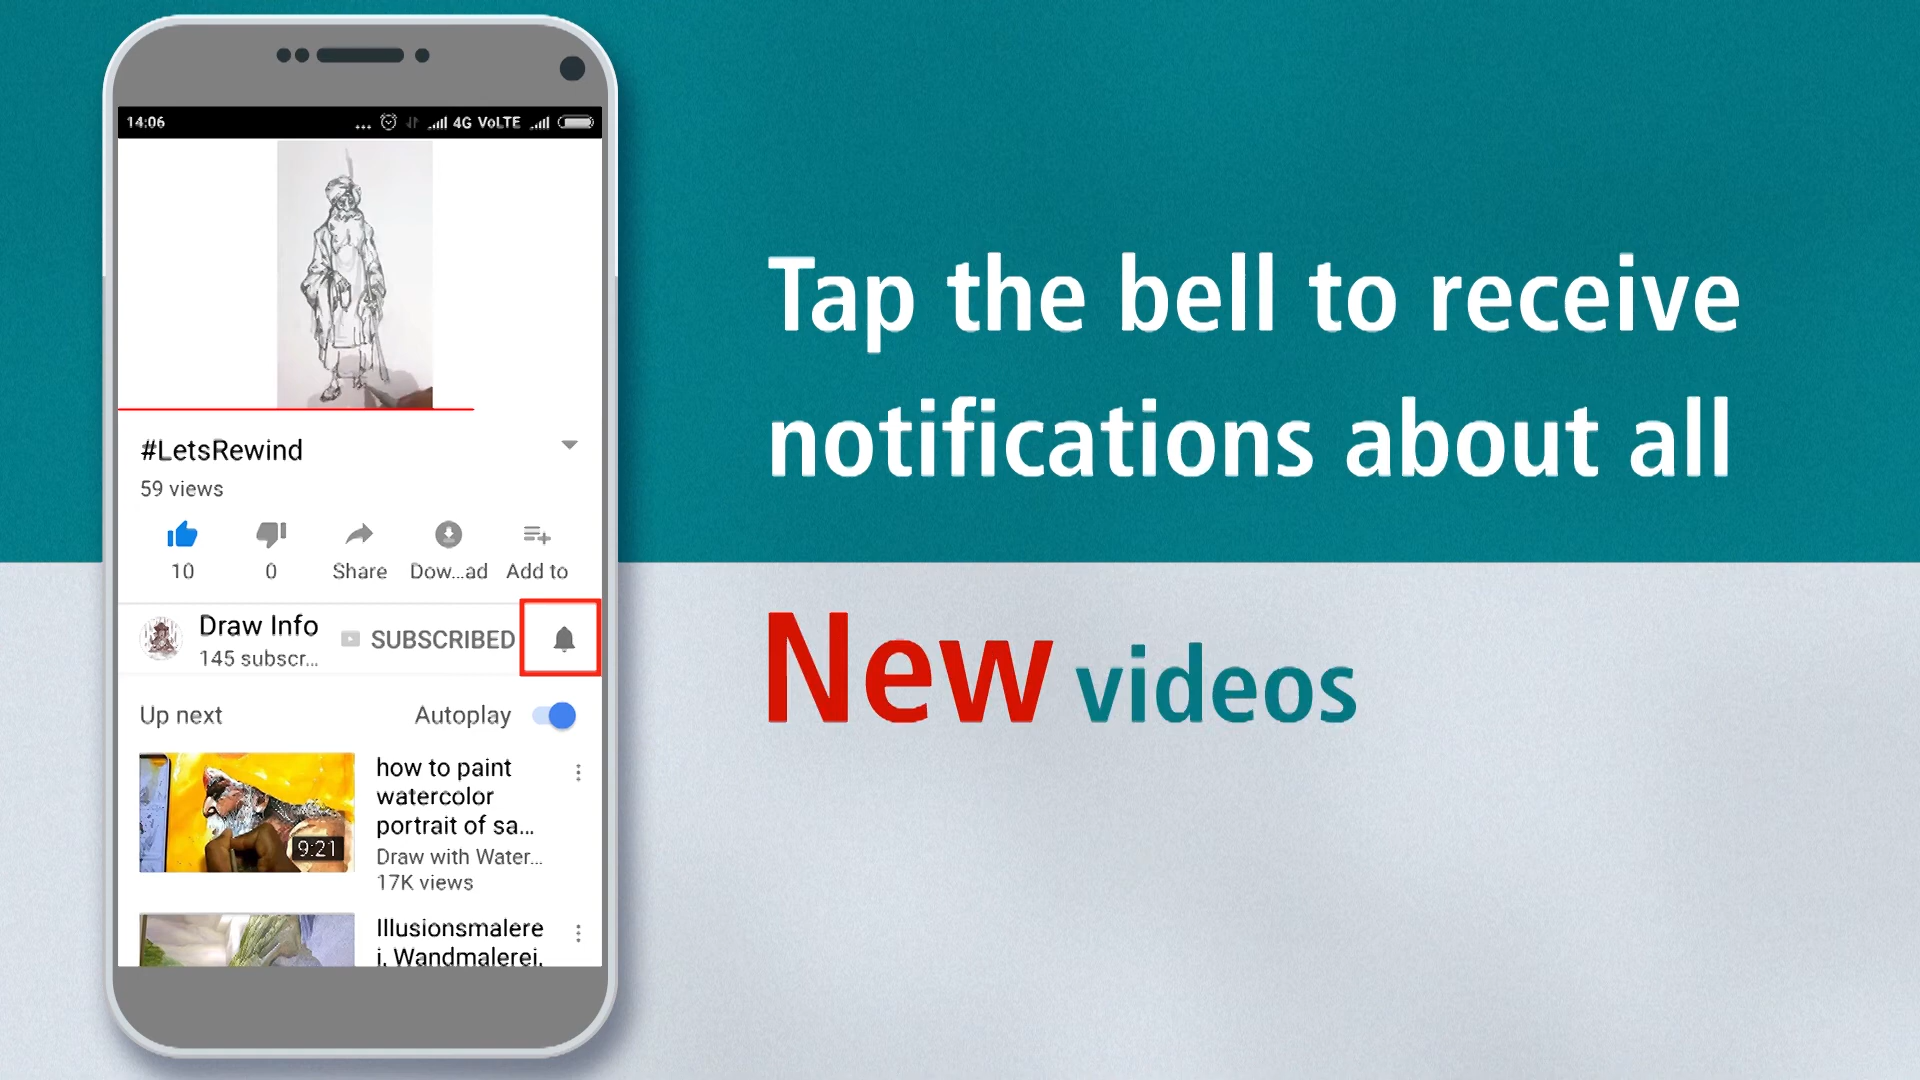 14:06
... 4G VoLTE
#LetsRewind
59 views
10
0
Share
Dow...ad
Add to
Draw Info
145 subscr...
SUBSCRIBED
Up next
Autoplay
how to paint
watercolor
portrait of sa...
9:21
Draw with Water...
17K views
Illusionsmalere
i, Wandmalerei,
Tap the bell to receive
notifications about all
New videos